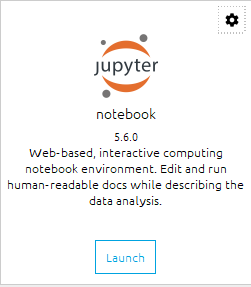 jupyter
notebook
5.6.0
Web-based, interactive computing
notebook environment. Edit and run
human-readable docs while describing the
data analysis.
Launch